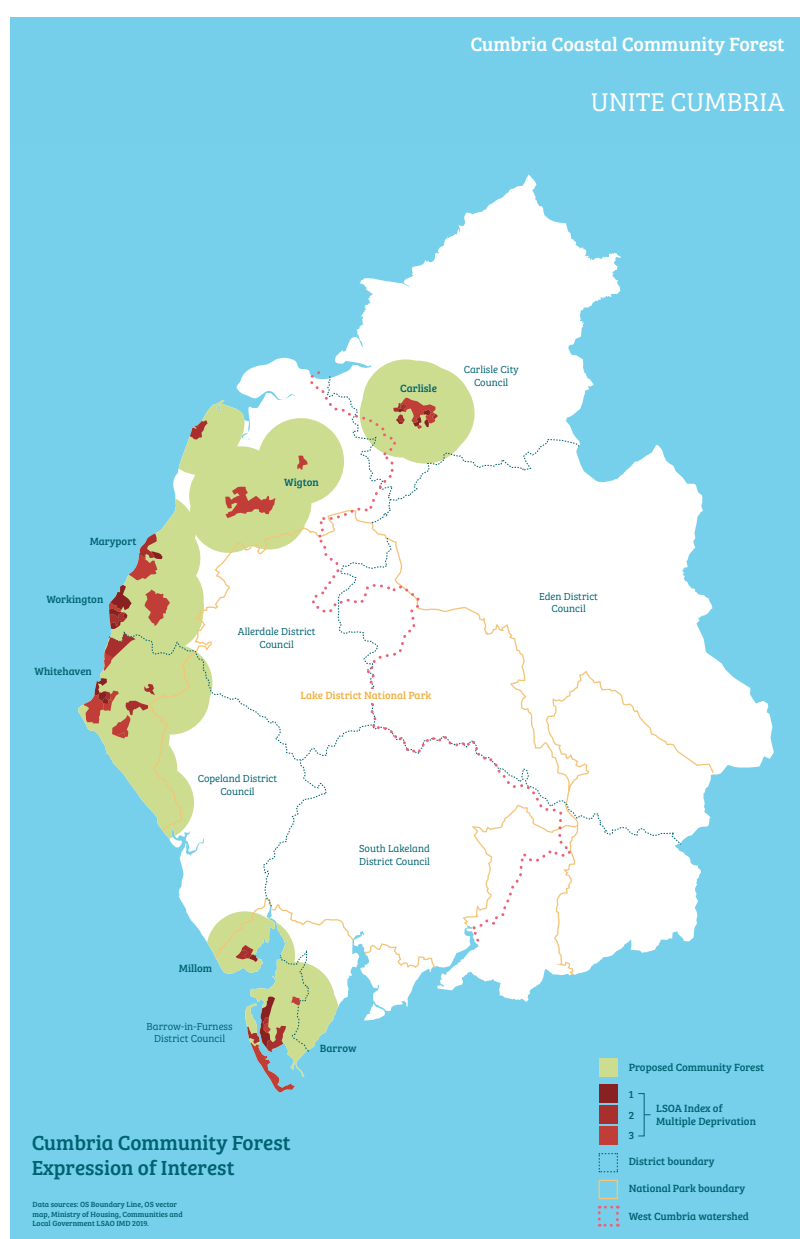 Cumbria Coastal Community Forest
UNITE CUMBRIA
Carlisle City
Council
Carlisle
Wigton
Maryport
Workington
Eden District
Council
Allerdale District
Council
Whitehaven
Lake District National Park
Copeland District
Council
South Lakeland
District Council
Millom
Barrow-in-Furness
District Council
Barrow
Proposed Community Forest
1
2
3
LSOA Index of
Multiple Deprivation
District boundary
National Park boundary
West Cumbria watershed
Cumbria Community Forest
Expression of Interest
Data sources: OS Boundary Line, OS vector
map, Ministry of Housing, Communities and
Local Government LSAO IMD 2019.